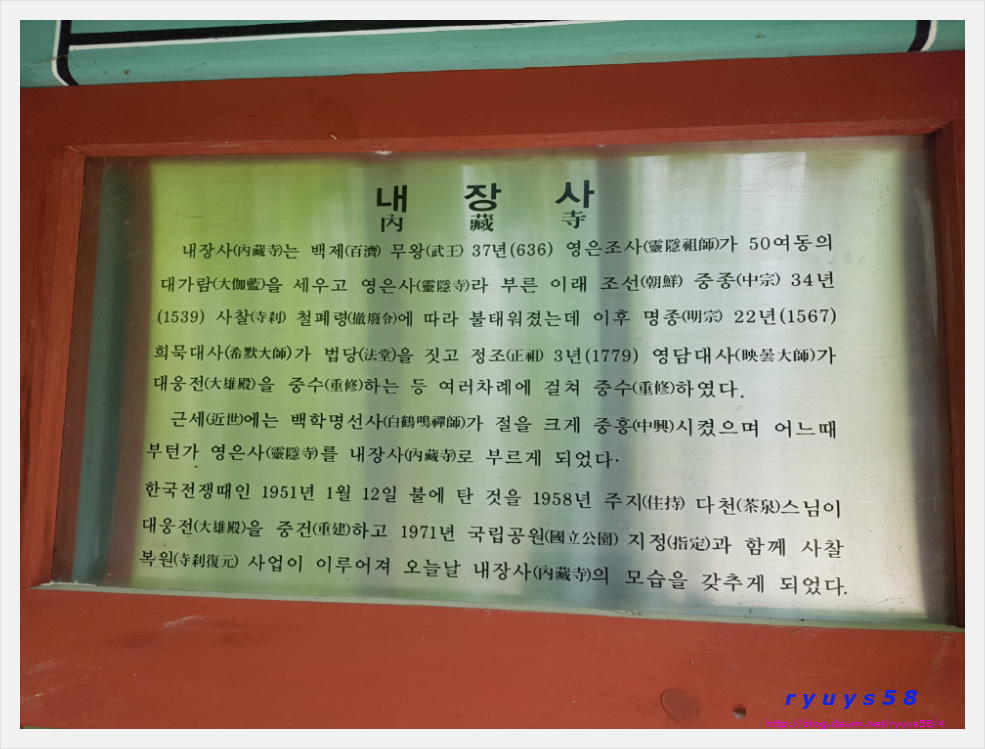 내 장 사
內 藏 寺
내장사(內藏寺)는 백제(百濟) 무왕(武王) 37년(636) 영은조사(靈隱祖師)가 50여동의
대가람(大伽藍)을 세우고 영은사(靈隱寺)라 부른 이래 조선(朝鮮) 중종(中宗) 34년
(1539) 사찰(寺刹) 철폐령(撤廢令)에 따라 불태워졌는데 이후 명종(明宗) 22년(1567)
희묵대사(希默大師)가 법당(法堂)을 짓고 정조(正祖) 3년(1779) 영담대사(映曇大師)가
대웅전(大雄殿)을 중수(重修)하는 등 여러차례에 걸쳐 중수(重修)하였다.
근세(近世)에는 백학명선사(白鶴鳴禪師)가 절을 크게 중흥(中興)시켰으며 어느때
부턴가 영은사(靈隱寺)를 내장사(內藏寺)로 부르게 되었다.
한국전쟁때인 1951년 1월 12일 불에 탄 것을 1958년 주지(住持) 다천(茶泉)스님이
대웅전(大雄殿)을 중건(重建)하고 1971년 국립공원(國立公園) 지정(指定)과 함께 사찰
복원(寺刹復元) 사업이 이루어져 오늘날 내장사(內藏寺)의 모습을 갖추게 되었다.
ryuys58
http://blog.daum.net/ryuys58/4